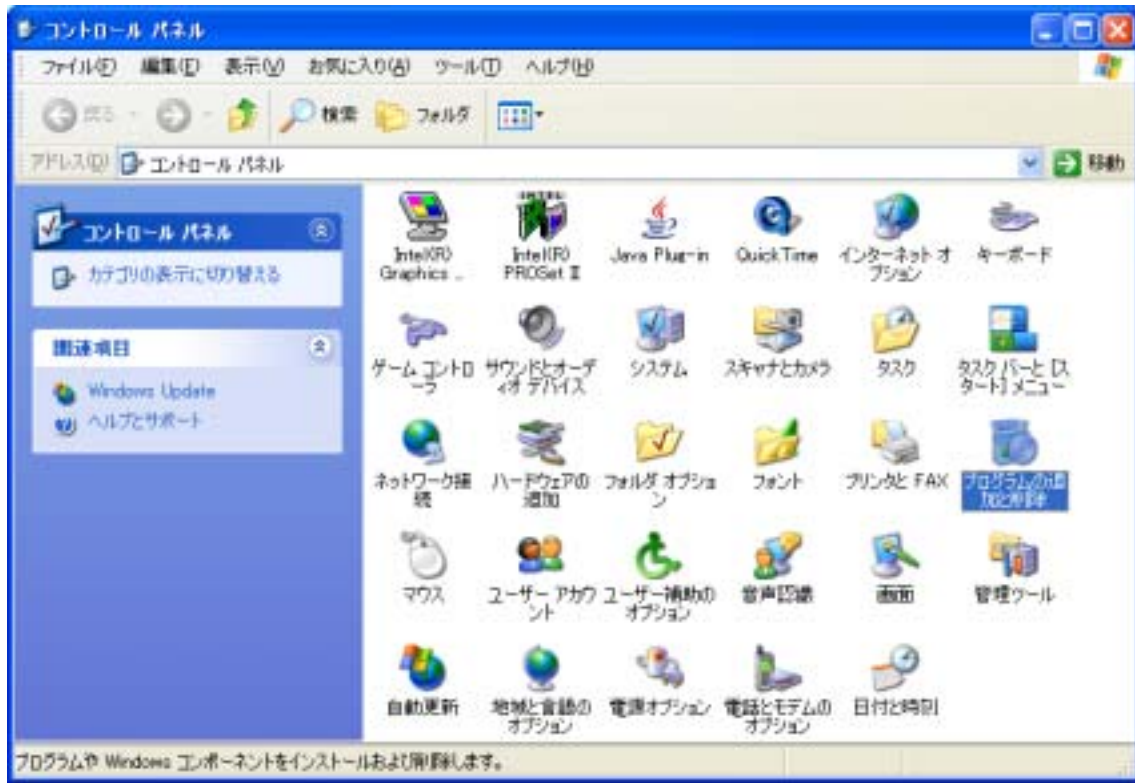 コントロール パネル
ファイル(F) 編集(E) 表示(V) お気に入り(A) ツール(T) ヘルプ(H)
戻る 検索 フォルダ
アドレス(D) コントロール パネル 移動
コントロール パネル
カテゴリの表示に切り替える
関連項目
Windows Update
ヘルプとサポート
Intel(R)
Graphics ...
INTEL
Intel(R)
PROSet II
Java Plug-in
QuickTime
インターネット オ
プション
キーボード
ゲーム コントロ
ーラ
サウンドとオーデ
ィオ デバイス
システム
スキャナとカメラ
タスク
タスク バーと [ス
タート] メニュー
ネットワーク接
続
ハードウェアの
追加
フォルダ オプショ
ン
フォント
プリンタと FAX
プログラムの追
加と削除
マウス
ユーザー アカウ
ント
ユーザー補助の
オプション
音声認識
画面
管理ツール
自動更新
地域と言語の
オプション
電源オプション
電話とモデムの
オプション
日付と時刻
プログラムや Windows コンポーネントをインストールおよび削除します。